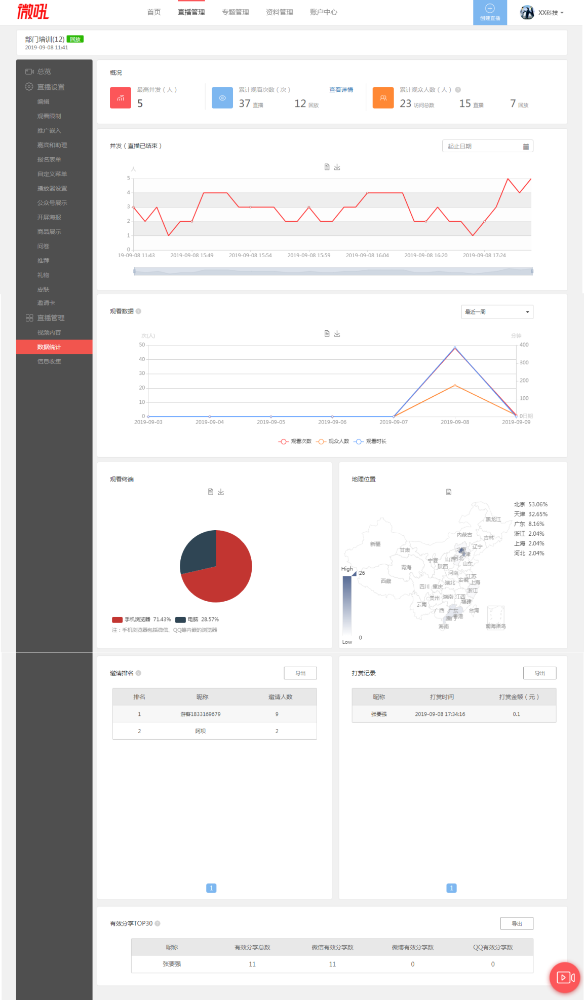 微吼
首页 直播管理 专题管理 资料管理 账户中心
创建直播
XX科技
部门培训(12) 回放
2019-09-08 11:41
总览
直播设置
编辑
观看限制
推广嵌入
嘉宾和助理
报名表单
自定义菜单
播放器设置
公众号展示
开屏海报
商品展示
问卷
推荐
礼物
皮肤
邀请卡
直播管理
视频内容
数据统计
信息收集
概况
最高并发（人）
5
累计观看次数（次） 查看详情
37 直播 12 回放
累计观众人数（人） ?
23 访问总数 15 直播 7 回放
并发（直播已结束）
起止日期
人
5
4
3
2
1
0
19-09-08 11:43 2019-09-08 15:49 2019-09-08 15:54 2019-09-08 15:59 2019-09-08 16:04 2019-09-08 16:20 2019-09-08 17:24
观看数据 ?
最近一周
次(人) 分钟
50 400
40
300
30
20 200
10 100
0 0 日期
2019-09-03 2019-09-04 2019-09-05 2019-09-06 2019-09-07 2019-09-08 2019-09-09
观看次数 观众人数 观看时长
观看终端
手机浏览器 71.43% 电脑 28.57%
注：手机浏览器包括微信、QQ等内嵌的浏览器
地理位置
北京 53.06%
天津 32.65%
广东 8.16%
浙江 2.04%
上海 2.04%
河北 2.04%
黑龙江
内蒙古
吉林
新疆
辽宁
甘肃
北京
天津
宁夏
山西
河北
山东
青海
陕西
河南
江苏
西藏
安徽
上海
湖北
四川
重庆
浙江
贵州
湖南
江西
福建
云南
广西
广东
台湾
香港
澳门
海南
南海诸岛
High
26
0
Low
邀请排名 ?
导出
排名 昵称 邀请人数
1 游客1833169679 9
2 阿坝 2
1
打赏记录
导出
昵称 打赏时间 打赏金额（元）
张要强 2019-09-08 17:34:16 0.1
1
有效分享TOP30 ?
导出
昵称 有效分享总数 微信有效分享数 微博有效分享数 QQ有效分享数
张要强 11 11 0 0